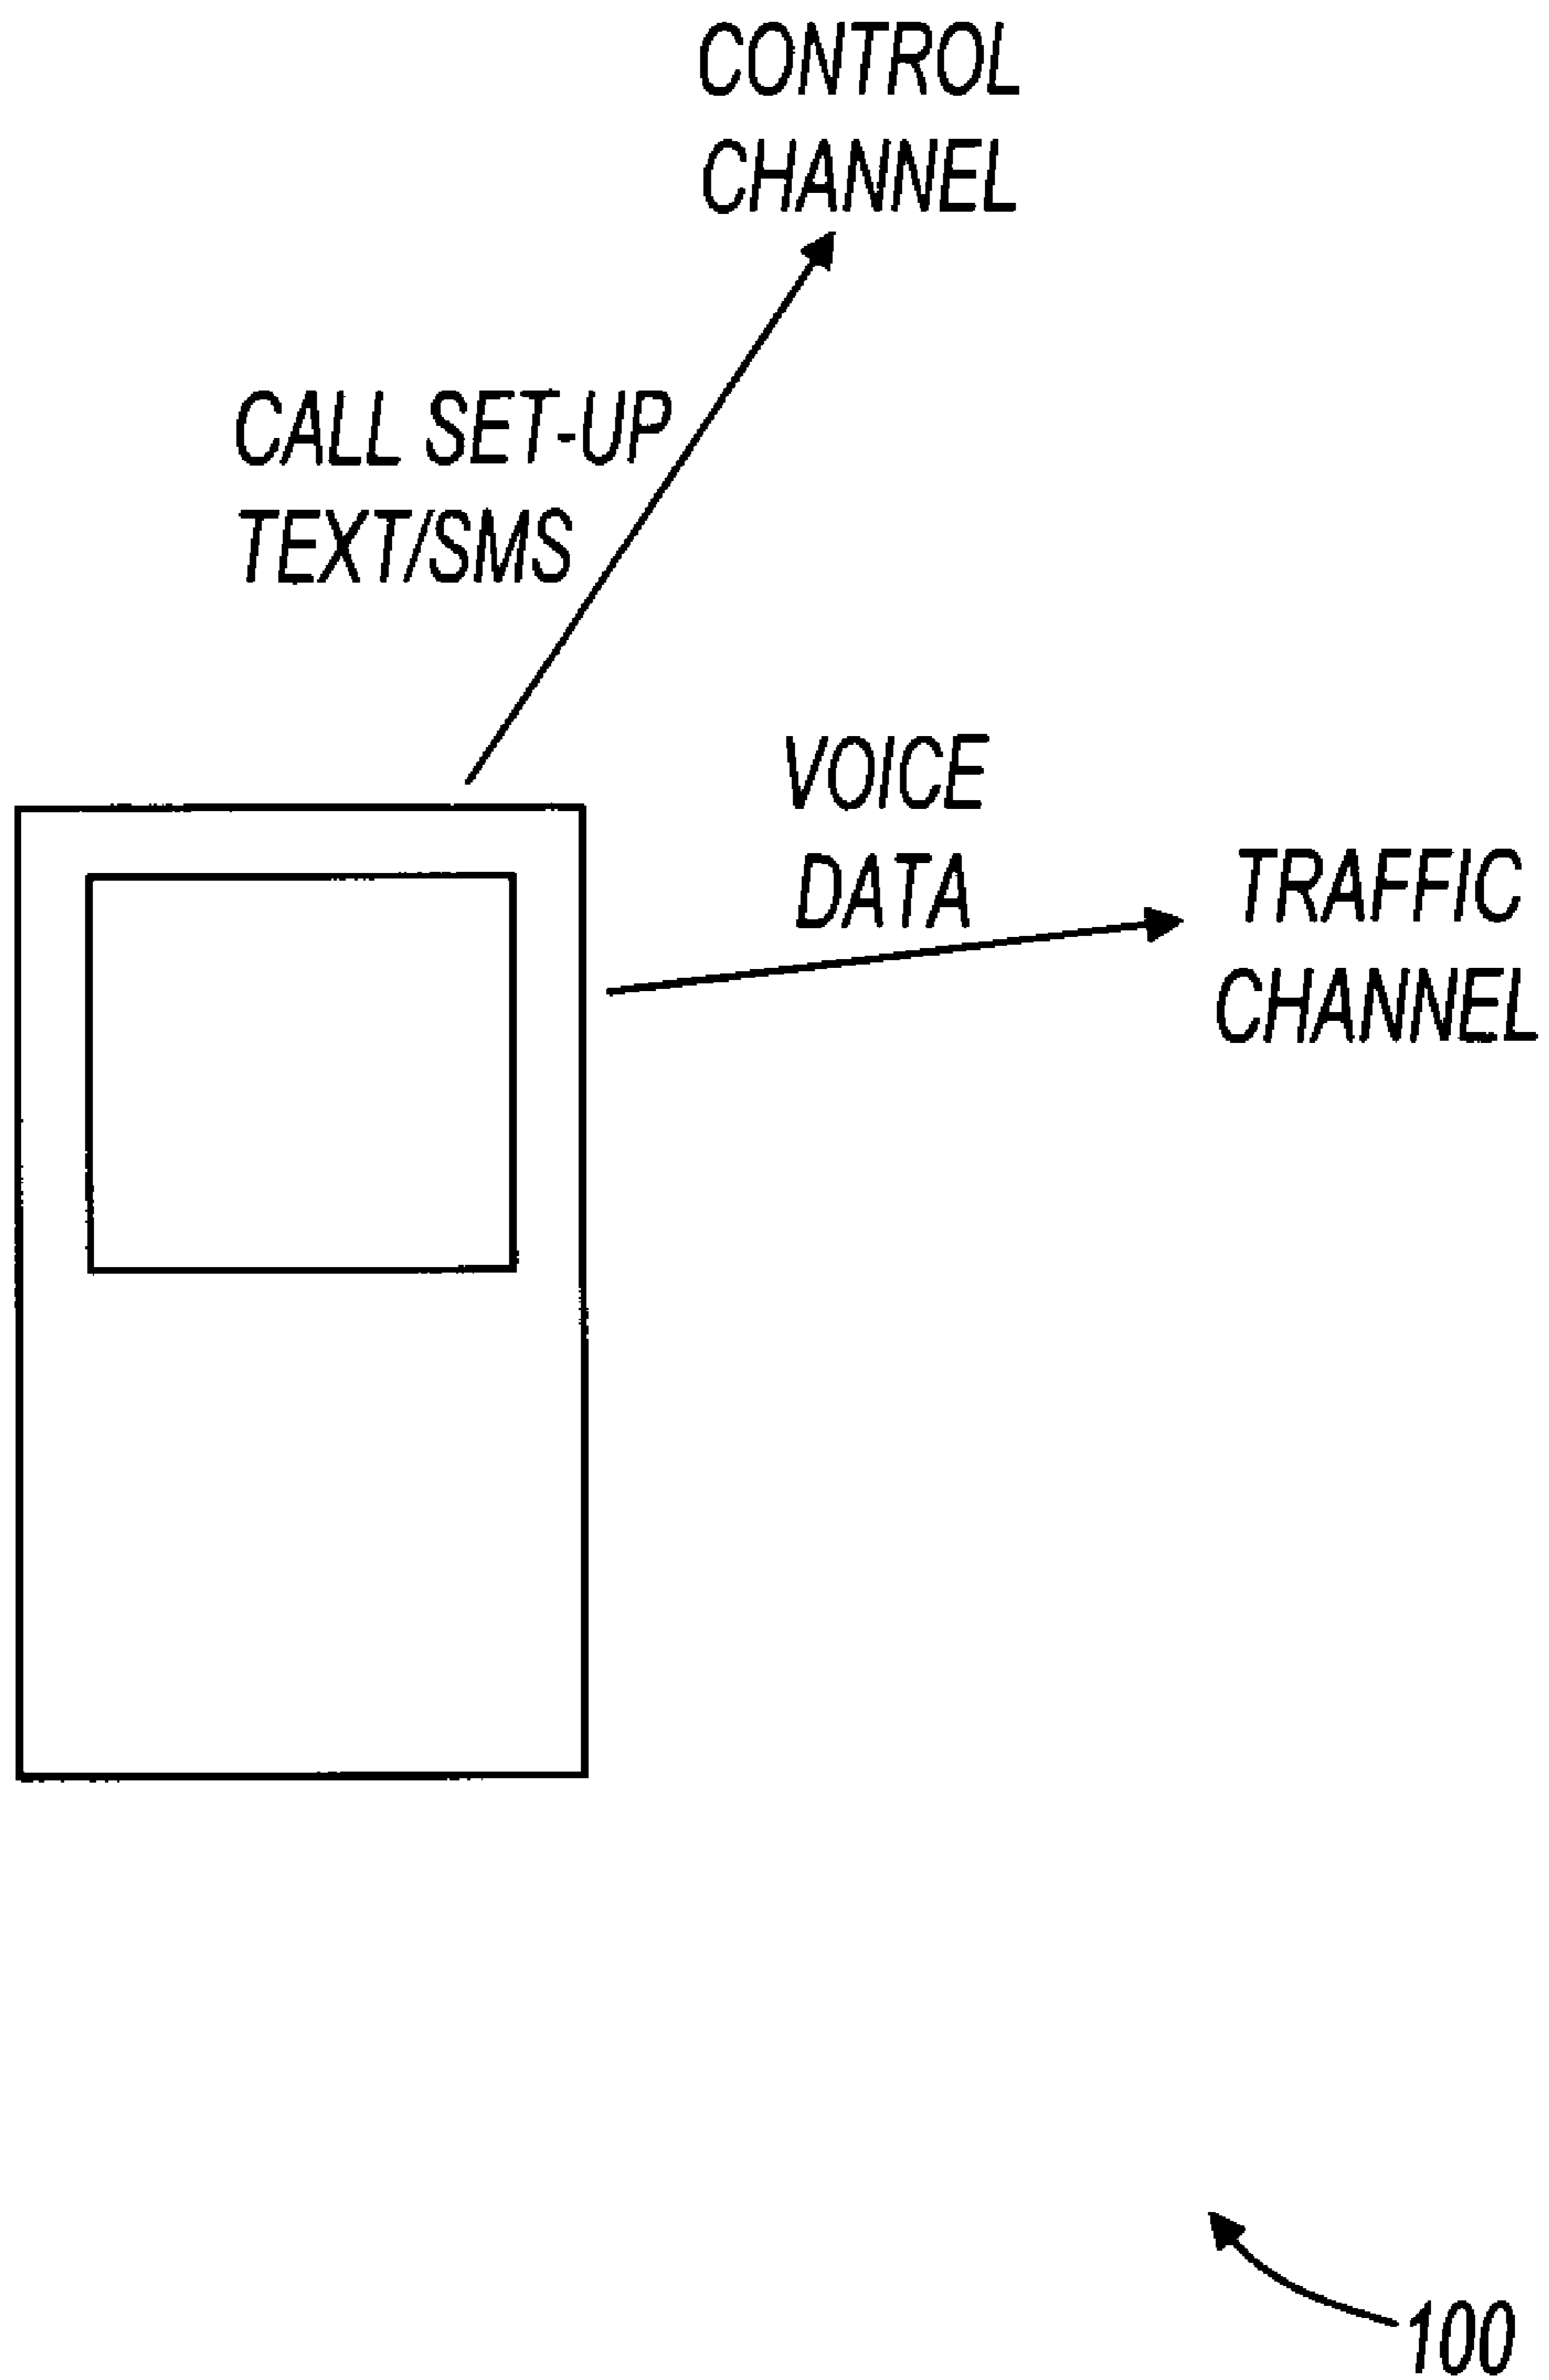 CONTROL
CHANNEL
CALL SET-UP
TEXT/SMS
VOICE
DATA
TRAFFIC
CHANNEL
100